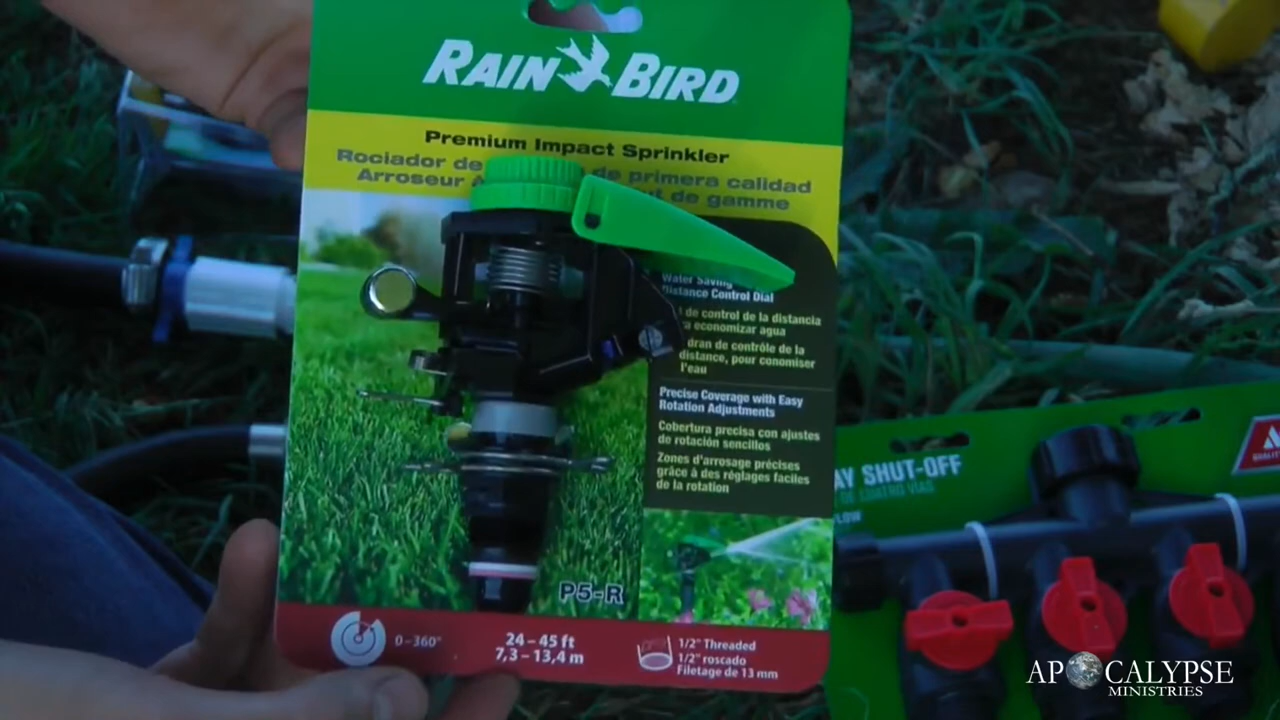 RAIN BIRD
Premium Impact Sprinkler
Rociador de de primera calidad
Arroseur de gamme
Water Saving
Distance Control Dial
de control de la distancia
economizar agua
dran de contrôle de la
distance, pour conomiser
l'eau
Precise Coverage with Easy
Rotation Adjustments
Cobertura precisa con ajustes
de rotación sencillos
Zones d'arrosage précises
grâce à des réglages faciles
de la rotation
P5-R
0-360°
24 – 45 ft
7,3 – 13,4 m
1/2" Threaded
1/2" roscado
Filetage de 13 mm
AY SHUT-OFF
APOCALYPSE
MINISTRIES